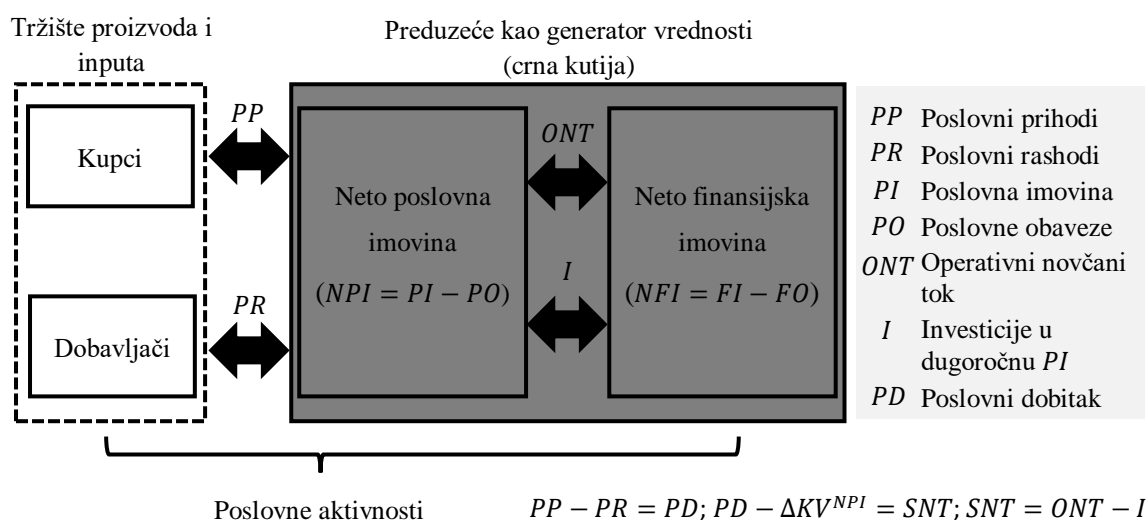 Tržište proizvoda i
inputa
Preduzeće kao generator vrednosti
(crna kutija)
Kupci
Dobavljači
PP
PR
Neto poslovna
imovina
(NPI = PI − PO)
ONT
I
Neto finansijska
imovina
(NFI = FI − FO)
PP Poslovni prihodi
PR Poslovni rashodi
PI Poslovna imovina
PO Poslovne obaveze
ONT Operativni novčani
tok
I Investicije u
dugoročnu PI
PD Poslovni dobitak
Poslovne aktivnosti
PP − PR = PD; PD − ΔKV^{NPI} = SNT; SNT = ONT − I